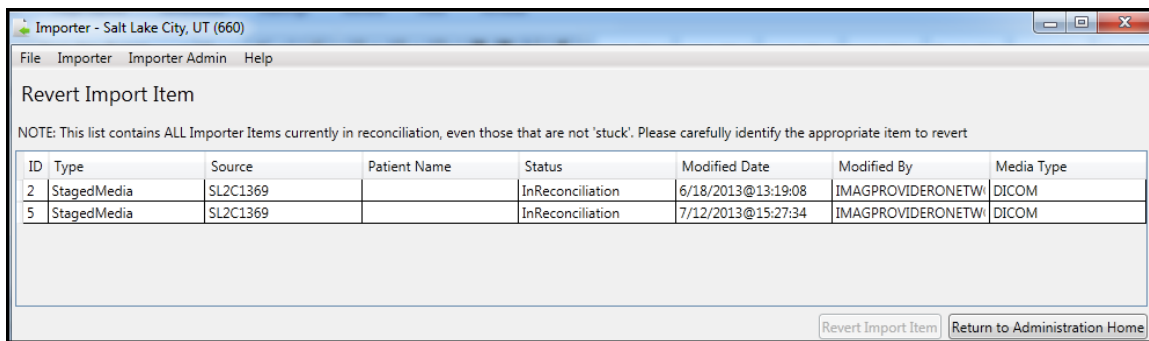 Importer - Salt Lake City, UT (660)
File Importer Importer Admin Help
Revert Import Item
NOTE: This list contains ALL Importer Items currently in reconciliation, even those that are not 'stuck'. Please carefully identify the appropriate item to revert
ID Type Source Patient Name Status Modified Date Modified By Media Type
2 StagedMedia SL2C1369 InReconciliation 6/18/2013@13:19:08 IMAGPROVIDERONETW DICOM
5 StagedMedia SL2C1369 InReconciliation 7/12/2013@15:27:34 IMAGPROVIDERONETW DICOM
Revert Import Item Return to Administration Home